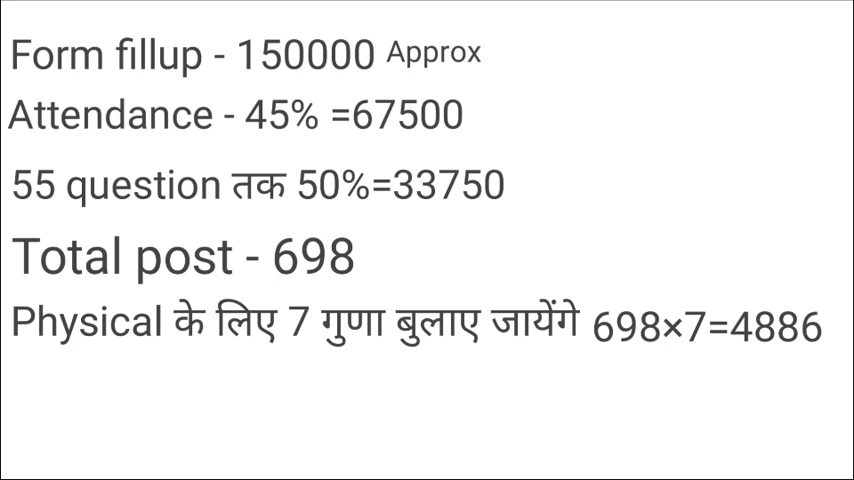 Form fillup - 150000 Approx
Attendance - 45% =67500
55 question तक 50%=33750
Total post - 698
Physical के लिए 7 गुणा बुलाए जायेंगे 698×7=4886